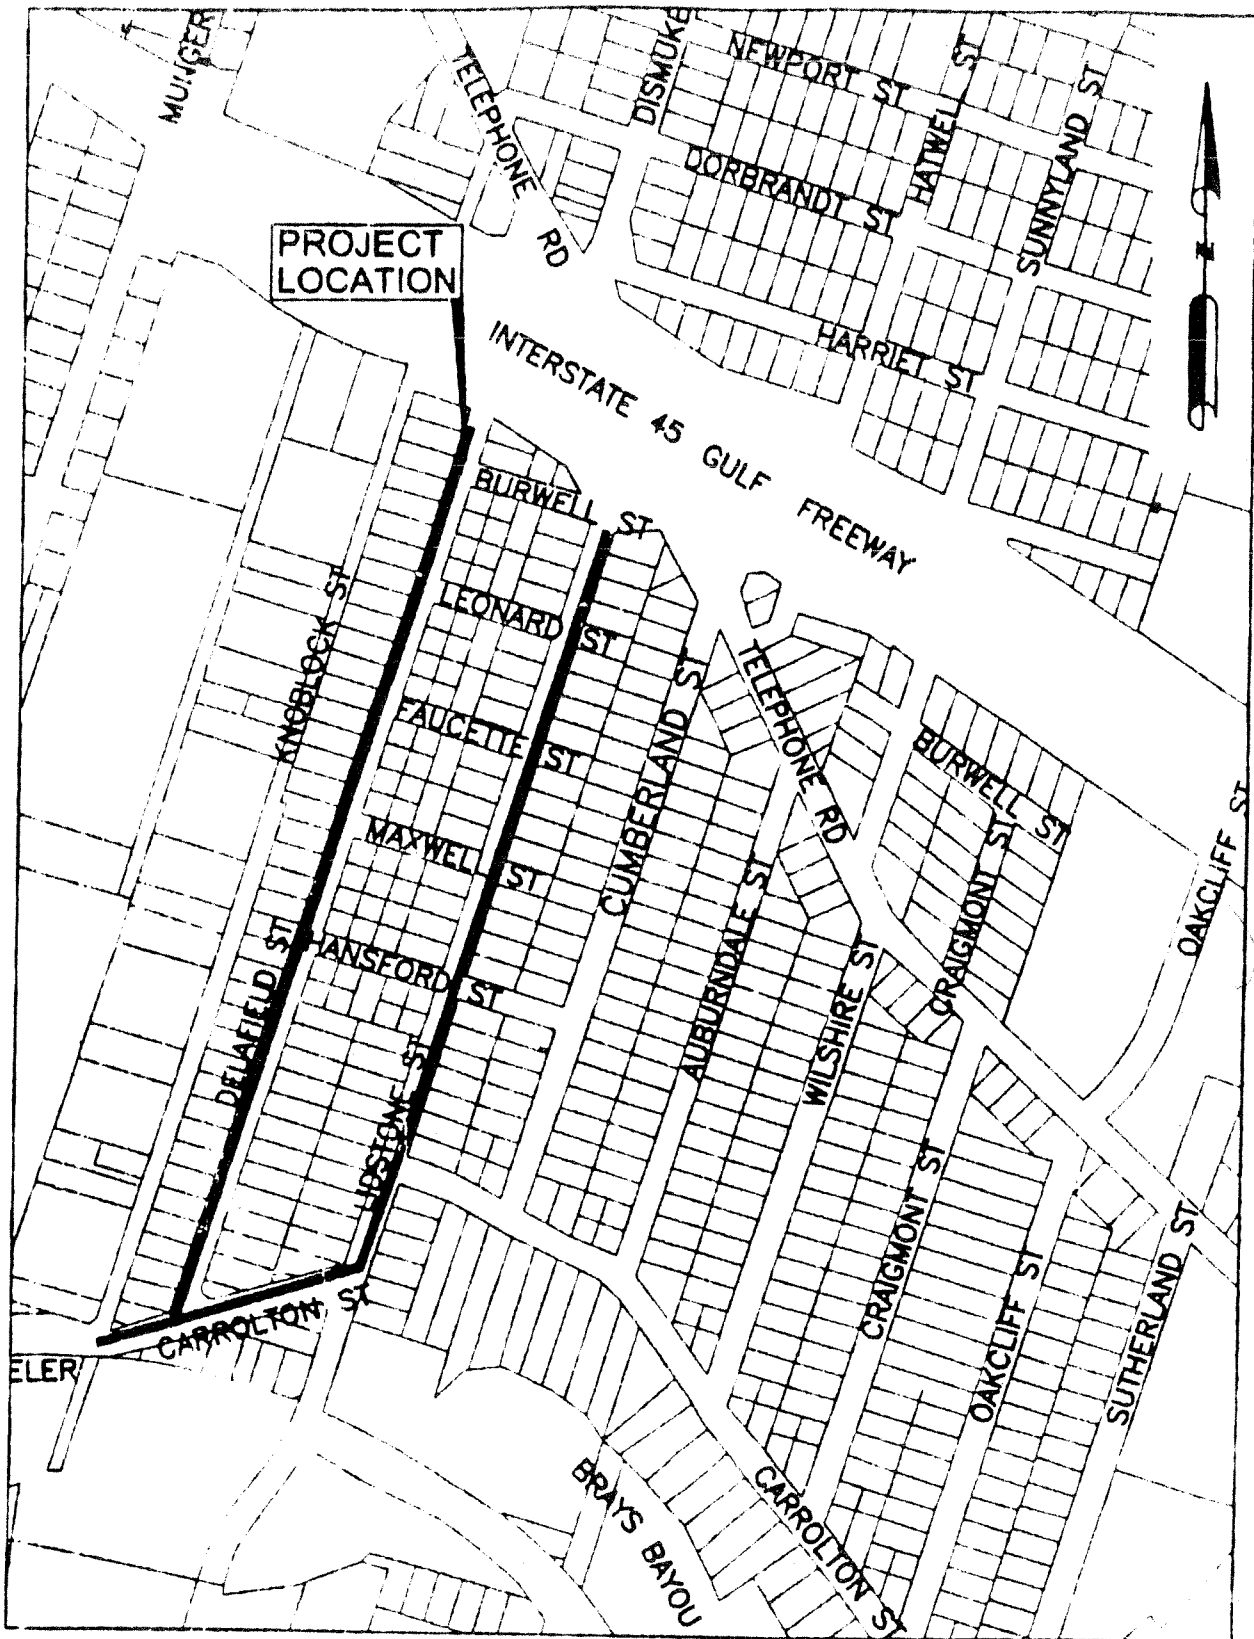 MUNGER
TELEPHONE RD
DISMUKE
NEWPORT ST
HATWELL ST
SUNNYLAND ST
DORBRANDT ST
PROJECT
LOCATION
HARRIET ST
INTERSTATE 45 GULF FREEWAY
BURWELL ST
KNOBLOCK ST
LEONARD ST
CUMBERLAND ST
TELEPHONE RD
FAUCETTE ST
BURWELL ST
MAXWELL ST
CRAIGMONT ST
OAKCLIFF ST
AUBURNDALE ST
WILSHIRE ST
HANSFORD ST
DELAFIELD ST
LIDSTONE ST
CRAIGMONT ST
OAKCLIFF ST
SUTHERLAND ST
CARROLTON ST
ELER
BRAYS BAYOU
CARROLTON ST